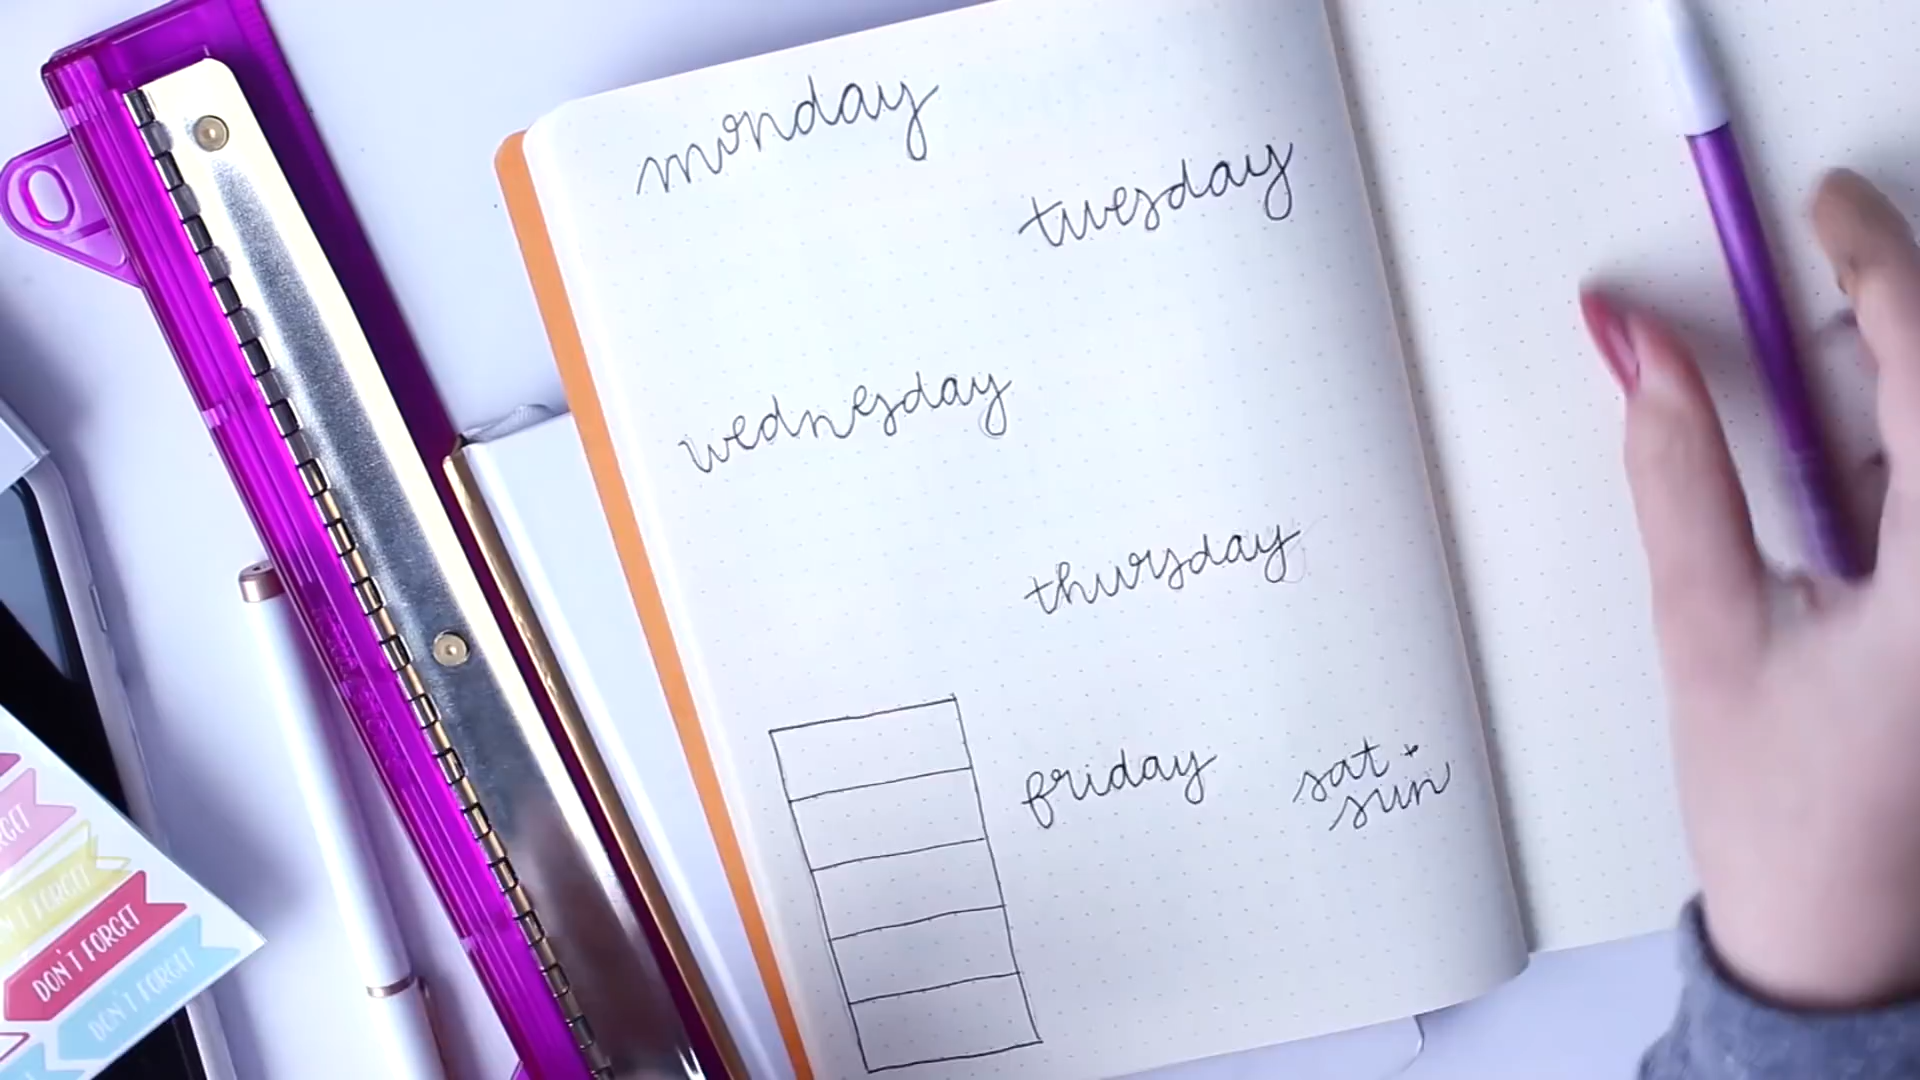 monday
tuesday
wednesday
thursday
friday
sat +
sun
DON'T FORGET
DON'T FORGET